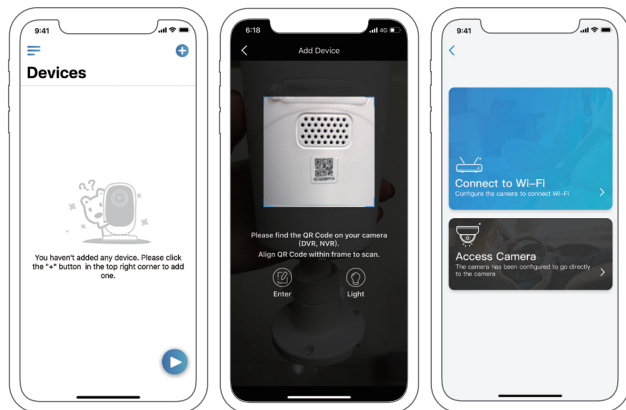 9:41
Devices
??
You haven't added any device. Please click
the "+" button in the top right corner to add
one.
6:18
4G
Add Device
Please find the QR Code on your camera
(DVR, NVR).
Align QR Code within frame to scan.
Enter
Light
9:41
Connect to Wi-Fi
Configure the camera to connect Wi-Fi
Access Camera
The camera has been configured to go directly
to the camera